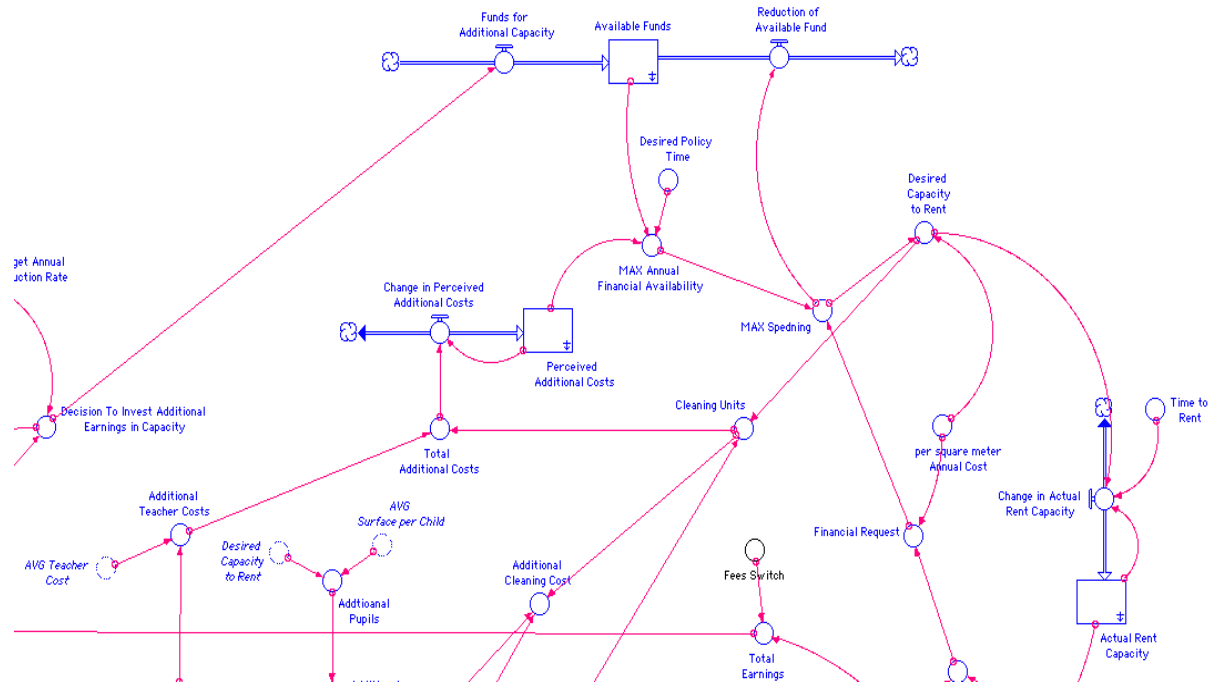 Funds for
Additional Capacity
Available Funds
Reduction of
Available Fund
Desired Policy
Time
Desired
Capacity
to Rent
get Annual
uction Rate
MAX Annual
Financial Availability
Change in Perceived
Additional Costs
MAX Spedning
Perceived
Additional Costs
Decision To Invest Additional
Earnings in Capacity
Cleaning Units
Time to
Rent
Total
Additional Costs
per square meter
Annual Cost
Additional
Teacher Costs
AVG
Surface per Child
Change in Actual
Rent Capacity
Financial Request
Desired
Capacity
to Rent
AVG Teacher
Cost
Additional
Cleaning Cost
Fees Switch
Addtioanal
Pupils
Actual Rent
Capacity
Total
Earnings